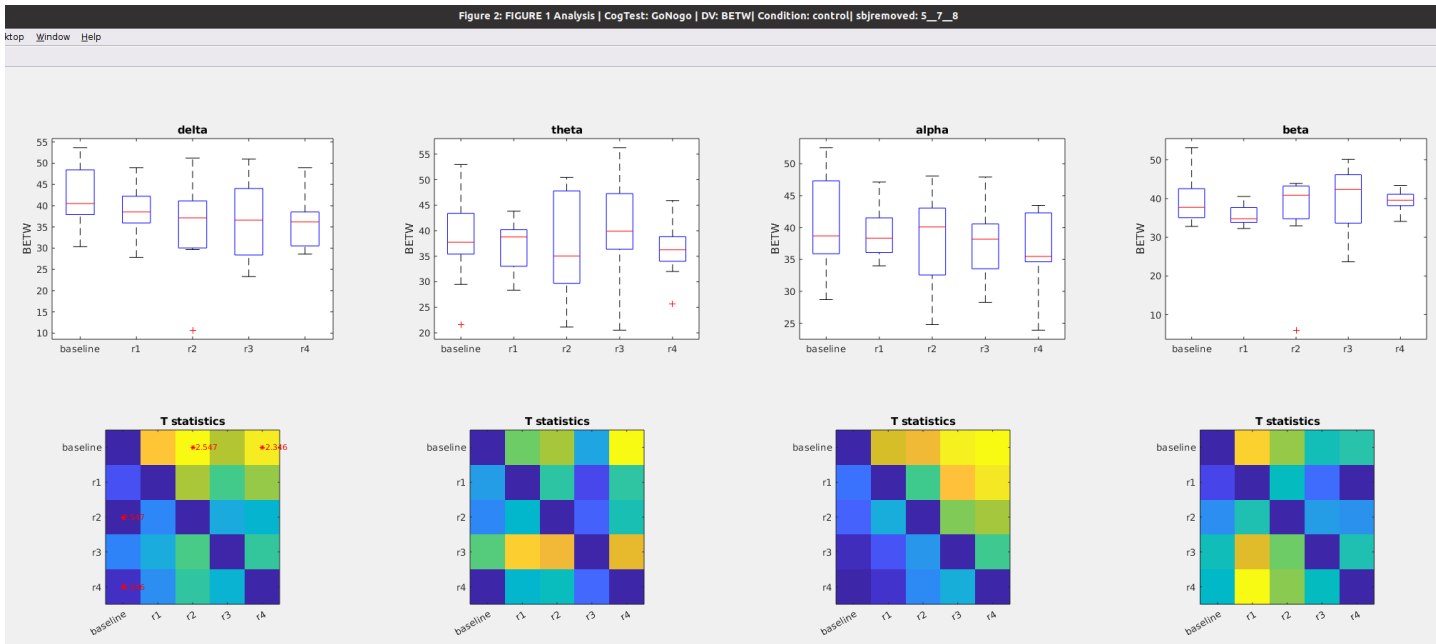 Figure 2: FIGURE 1 Analysis | CogTest: GoNogo | DV: BETW| Condition: control| sbjremoved: 5__7__8
ktop Window Help
delta
theta
alpha
beta
55
50
45
40
35
30
25
20
15
10
BETW
baseline r1 r2 r3 r4
55
50
45
40
35
30
25
20
BETW
baseline r1 r2 r3 r4
50
45
40
35
30
25
BETW
baseline r1 r2 r3 r4
50
40
30
20
10
BETW
baseline r1 r2 r3 r4
T statistics
T statistics
T statistics
T statistics
baseline
r1
r2
r3
r4
*2.547
*2.346
baseline r1 r2 r3 r4
baseline
r1
r2
r3
r4
baseline r1 r2 r3 r4
baseline
r1
r2
r3
r4
baseline r1 r2 r3 r4
baseline
r1
r2
r3
r4
baseline r1 r2 r3 r4